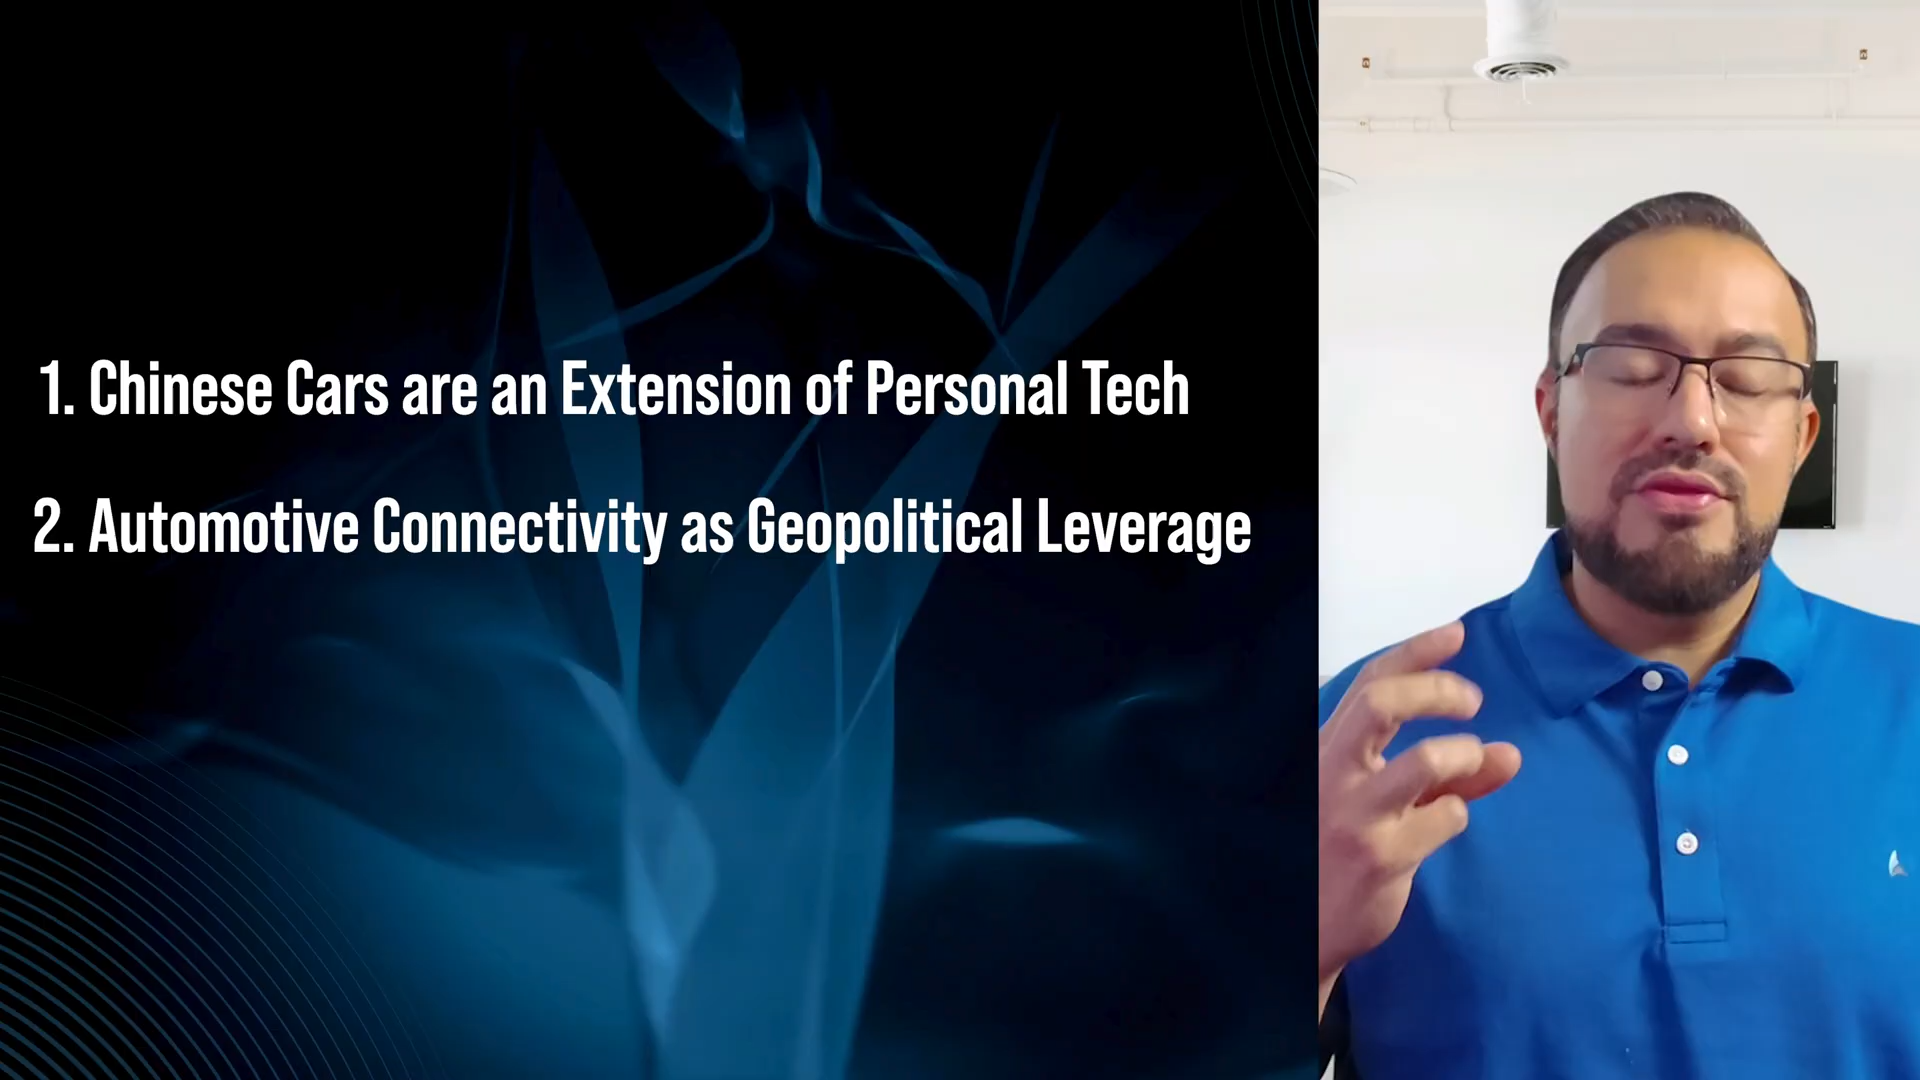 1. Chinese Cars are an Extension of Personal Tech
2. Automotive Connectivity as Geopolitical Leverage